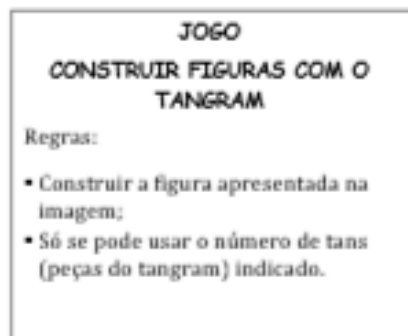 JOGO
CONSTRUIR FIGURAS COM O
TANGRAM
Regras:
▪ Construir a figura apresentada na
imagem;
▪ Só se pode usar o número de tans
(peças do tangram) indicado.